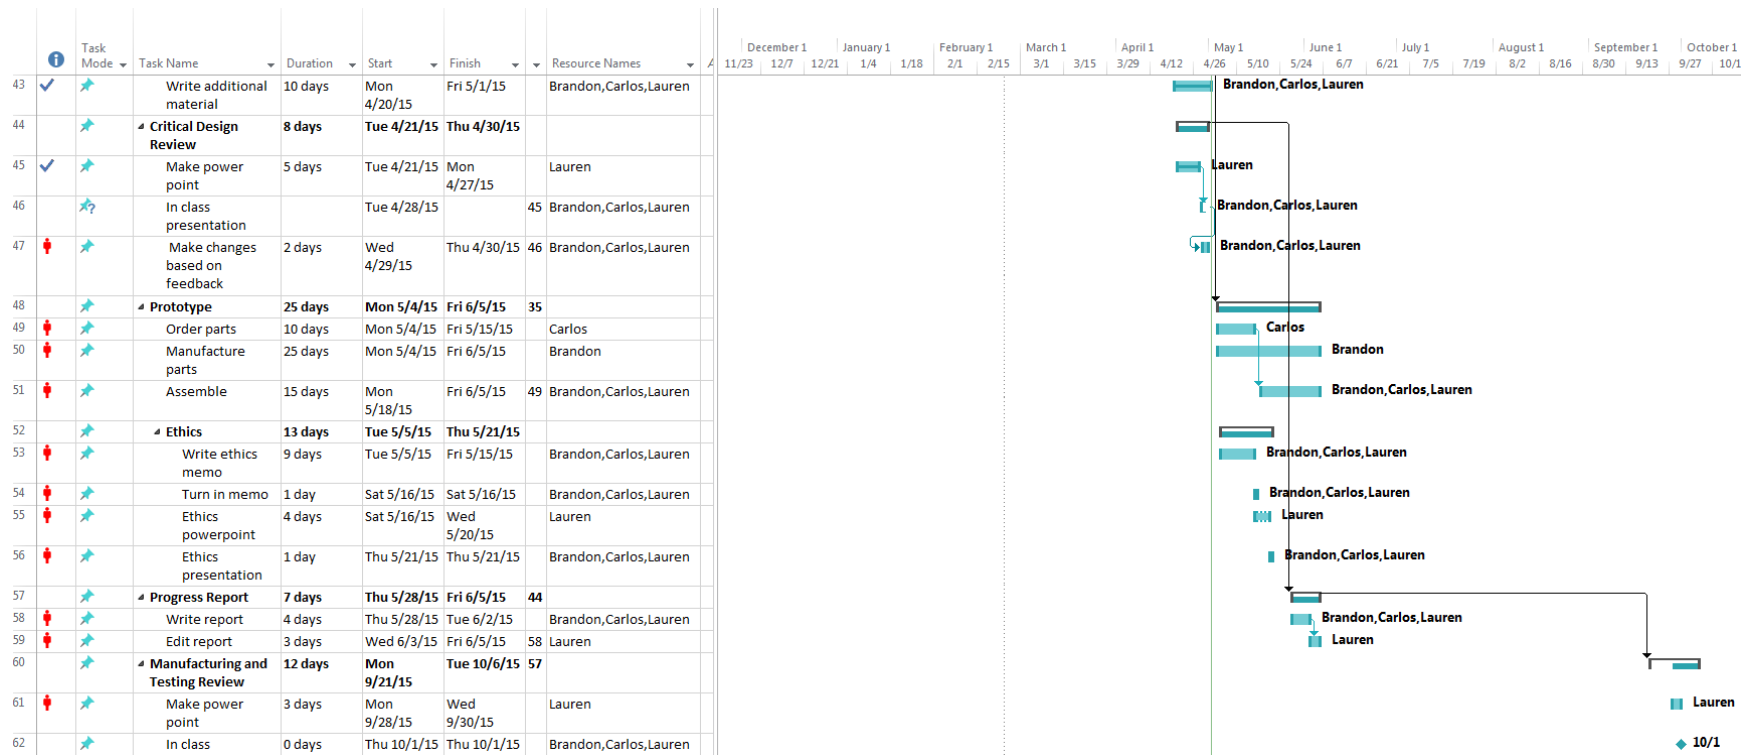 December 1 January 1 February 1 March 1 April 1 May 1 June 1 July 1 August 1 September 1 October 1
Task
Mode Task Name Duration Start Finish Resource Names A 11/23 12/7 12/21 1/4 1/18 2/1 2/15 3/1 3/15 3/29 4/12 4/26 5/10 5/24 6/7 6/21 7/5 7/19 8/2 8/16 8/30 9/13 9/27 10/1
43 Write additional 10 days Mon Fri 5/1/15 Brandon,Carlos,Lauren Brandon,Carlos,Lauren
material 4/20/15
44 Critical Design 8 days Tue 4/21/15 Thu 4/30/15
Review
45 Make power 5 days Tue 4/21/15 Mon Lauren Lauren
point 4/27/15
46 ? In class Tue 4/28/15 45 Brandon,Carlos,Lauren Brandon,Carlos,Lauren
presentation
47 Make changes 2 days Wed Thu 4/30/15 46 Brandon,Carlos,Lauren Brandon,Carlos,Lauren
based on 4/29/15
feedback
48 Prototype 25 days Mon 5/4/15 Fri 6/5/15 35
49 Order parts 10 days Mon 5/4/15 Fri 5/15/15 Carlos Carlos
50 Manufacture 25 days Mon 5/4/15 Fri 6/5/15 Brandon Brandon
parts
51 Assemble 15 days Mon Fri 6/5/15 49 Brandon,Carlos,Lauren Brandon,Carlos,Lauren
5/18/15
52 Ethics 13 days Tue 5/5/15 Thu 5/21/15
53 Write ethics 9 days Tue 5/5/15 Fri 5/15/15 Brandon,Carlos,Lauren Brandon,Carlos,Lauren
memo
54 Turn in memo 1 day Sat 5/16/15 Sat 5/16/15 Brandon,Carlos,Lauren Brandon,Carlos,Lauren
55 Ethics 4 days Sat 5/16/15 Wed Lauren Lauren
powerpoint 5/20/15
56 Ethics 1 day Thu 5/21/15 Thu 5/21/15 Brandon,Carlos,Lauren Brandon,Carlos,Lauren
presentation
57 Progress Report 7 days Thu 5/28/15 Fri 6/5/15 44
58 Write report 4 days Thu 5/28/15 Tue 6/2/15 Brandon,Carlos,Lauren Brandon,Carlos,Lauren
59 Edit report 3 days Wed 6/3/15 Fri 6/5/15 58 Lauren Lauren
60 Manufacturing and 12 days Mon Tue 10/6/15 57
Testing Review 9/21/15
61 Make power 3 days Mon Wed Lauren Lauren
point 9/28/15 9/30/15
62 In class 0 days Thu 10/1/15 Thu 10/1/15 Brandon,Carlos,Lauren 10/1